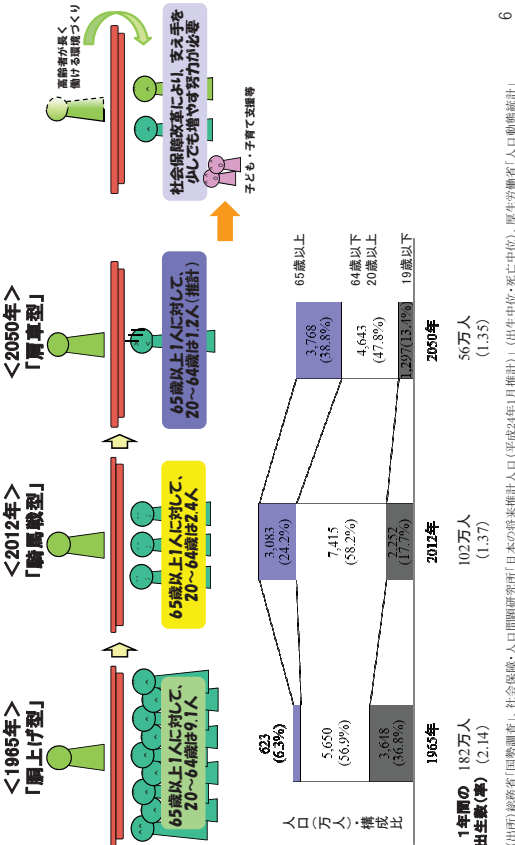 ＜1965年＞
「胴上げ型」
65歳以上1人に対して、
20～64歳は9.1人
＜2012年＞
「騎馬戦型」
65歳以上1人に対して、
20～64歳は2.4人
＜2050年＞
「肩車型」
65歳以上1人に対して、
20～64歳は1.2人（推計）
高齢者が長く
働ける環境づくり
社会保障改革により、支え手を
少しでも増やす努力が必要
子ども・子育て支援等
人口（万人）・構成比
623
(6.3%)
5,650
(56.9%)
3,648
(36.8%)
1965年
3,083
(24.2%)
7,415
(58.2%)
2,252
(17.7%)
2012年
3,768
(38.8%)
4,643
(47.8%)
1,297(13.4%)
2050年
65歳以上
64歳以下
20歳以上
19歳以下
1年間の
出生数（率）
182万人
(2.14)
102万人
(1.37)
56万人
(1.35)
（出所）総務省「国勢調査」、社会保障・人口問題研究所「日本の将来推計人口（平成24年1月推計）」（出生中位・死亡中位）、厚生労働省「人口動態統計」
6